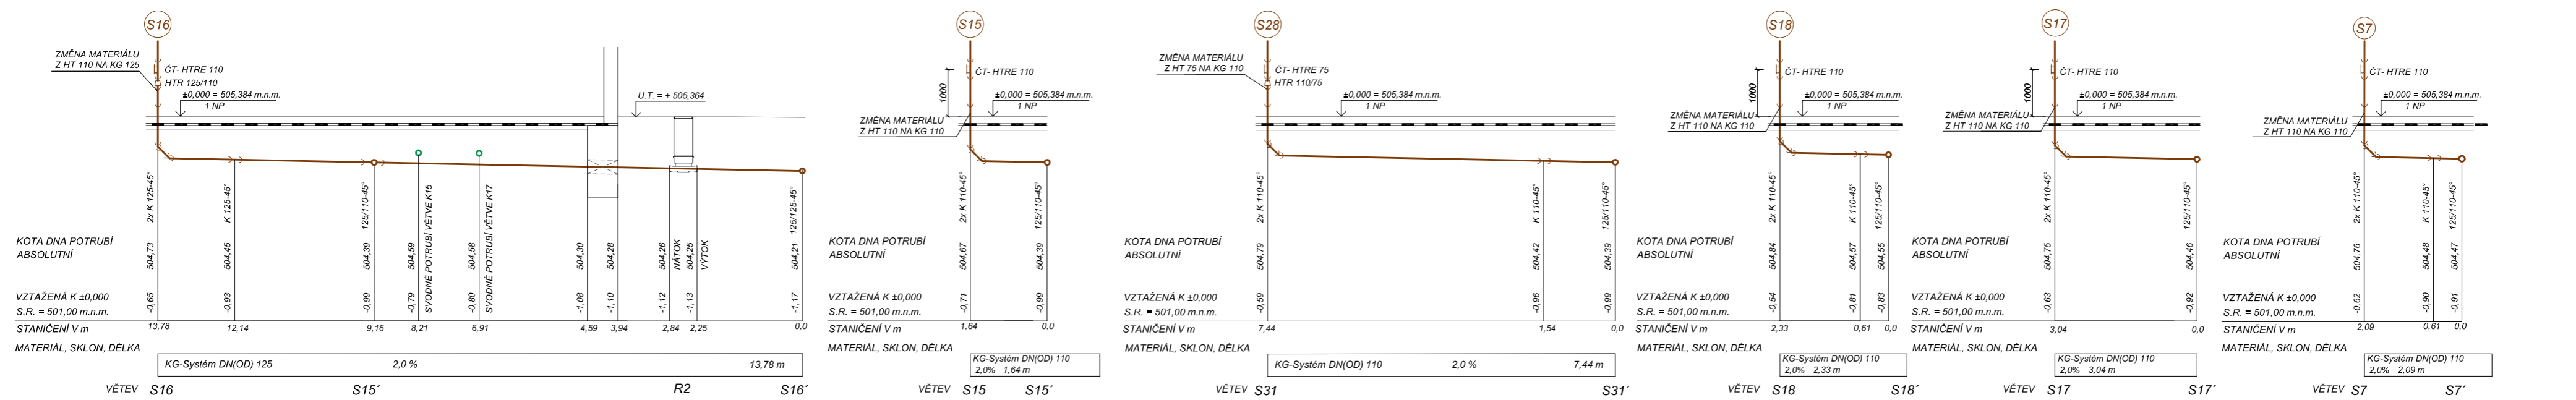 S16
ZMĚNA MATERIÁLU
Z HT 110 NA KG 125
ČT- HTRE 110
HTR 125/110
±0,000 = 505,384 m.n.m.
1 NP
U.T. = + 505,364
2x K 125-45°
K 125-45°
125/110-45°
SVODNÉ POTRUBÍ VĚTVE K15
SVODNÉ POTRUBÍ VĚTVE K17
NÁTOK
VÝTOK
125/125-45°
KOTA DNA POTRUBÍ
ABSOLUTNÍ
504,73
504,45
504,39
504,59
504,58
504,30
504,28
504,26
504,25
504,21
VZTAŽENÁ K ±0,000
-0,65
-0,93
-0,99
-0,79
-0,80
-1,08
-1,10
-1,12
-1,13
-1,17
S.R. = 501,00 m.n.m.
STANIČENÍ V m
13,78
12,14
9,16
8,21
6,91
4,59
3,94
2,84
2,25
0,0
MATERIÁL, SKLON, DÉLKA
KG-Systém DN(OD) 125
2,0 %
13,78 m
VĚTEV
S16
S15´
R2
S16´
S15
1000
ČT- HTRE 110
±0,000 = 505,384 m.n.m.
1 NP
ZMĚNA MATERIÁLU
Z HT 110 NA KG 110
2x K 110-45°
125/110-45°
KOTA DNA POTRUBÍ
ABSOLUTNÍ
504,67
504,39
VZTAŽENÁ K ±0,000
-0,71
-0,99
S.R. = 501,00 m.n.m.
STANIČENÍ V m
1,64
0,0
MATERIÁL, SKLON, DÉLKA
KG-Systém DN(OD) 110
2,0% 1,64 m
VĚTEV
S15
S15´
S28
ZMĚNA MATERIÁLU
Z HT 75 NA KG 110
ČT- HTRE 75
HTR 110/75
±0,000 = 505,384 m.n.m.
1 NP
2x K 110-45°
K 110-45°
125/110-45°
KOTA DNA POTRUBÍ
ABSOLUTNÍ
504,79
504,42
504,39
VZTAŽENÁ K ±0,000
-0,59
-0,96
-0,99
S.R. = 501,00 m.n.m.
STANIČENÍ V m
7,44
1,54
0,0
MATERIÁL, SKLON, DÉLKA
KG-Systém DN(OD) 110
2,0 %
7,44 m
VĚTEV
S31
S31´
S18
1000
ČT- HTRE 110
±0,000 = 505,384 m.n.m.
1 NP
ZMĚNA MATERIÁLU
Z HT 110 NA KG 110
2x K 110-45°
K 110-45°
125/110-45°
KOTA DNA POTRUBÍ
ABSOLUTNÍ
504,84
504,57
504,55
VZTAŽENÁ K ±0,000
-0,54
-0,81
-0,83
S.R. = 501,00 m.n.m.
STANIČENÍ V m
2,33
0,61
0,0
MATERIÁL, SKLON, DÉLKA
KG-Systém DN(OD) 110
2,0% 2,33 m
VĚTEV
S18
S18´
S17
1000
ČT- HTRE 110
±0,000 = 505,384 m.n.m.
1 NP
ZMĚNA MATERIÁLU
Z HT 110 NA KG 110
2x K 110-45°
125/110-45°
KOTA DNA POTRUBÍ
ABSOLUTNÍ
504,75
504,46
VZTAŽENÁ K ±0,000
-0,63
-0,92
S.R. = 501,00 m.n.m.
STANIČENÍ V m
3,04
0,0
MATERIÁL, SKLON, DÉLKA
KG-Systém DN(OD) 110
2,0% 3,04 m
VĚTEV
S17
S17´
S7
ČT- HTRE 110
±0,000 = 505,384 m.n.m.
1 NP
ZMĚNA MATERIÁLU
Z HT 110 NA KG 110
2x K 110-45°
K 110-45°
125/110-45°
KOTA DNA POTRUBÍ
ABSOLUTNÍ
504,76
504,48
504,47
VZTAŽENÁ K ±0,000
-0,62
-0,90
-0,91
S.R. = 501,00 m.n.m.
STANIČENÍ V m
2,09
0,61
0,0
MATERIÁL, SKLON, DÉLKA
KG-Systém DN(OD) 110
2,0% 2,09 m
VĚTEV
S7
S7´